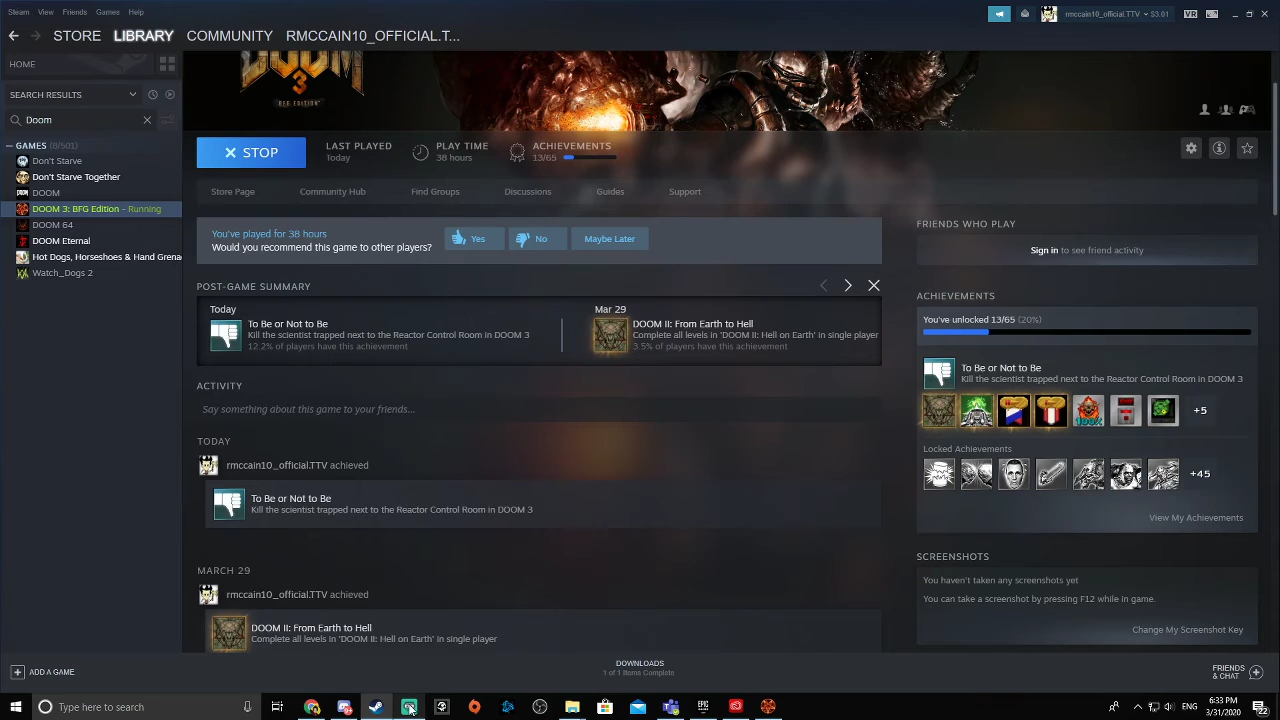 Steam View Friends Games Help
rmccain10_official.TTV $3.01
VR
STORE LIBRARY COMMUNITY RMCCAIN10_OFFICIAL.T...
HOME
SEARCH RESULTS
Doom
GAMES (8/501)
Don't Starve
Don't Starve Together
DOOM
DOOM 3: BFG Edition - Running
DOOM 64
DOOM Eternal
Hot Dogs, Horseshoes & Hand Grena
Watch_Dogs 2
DOOM
3
BFG EDITION
STOP
LAST PLAYED
Today
PLAY TIME
38 hours
ACHIEVEMENTS
13/65
Store Page Community Hub Find Groups Discussions Guides Support
You've played for 38 hours
Would you recommend this game to other players?
Yes No Maybe Later
POST-GAME SUMMARY
Today
To Be or Not to Be
Kill the scientist trapped next to the Reactor Control Room in DOOM 3
12.2% of players have this achievement
Mar 29
DOOM II: From Earth to Hell
Complete all levels in 'DOOM II: Hell on Earth' in single player
3.5% of players have this achievement
ACTIVITY
Say something about this game to your friends...
TODAY
rmccain10_official.TTV achieved
To Be or Not to Be
Kill the scientist trapped next to the Reactor Control Room in DOOM 3
MARCH 29
rmccain10_official.TTV achieved
DOOM II: From Earth to Hell
Complete all levels in 'DOOM II: Hell on Earth' in single player
FRIENDS WHO PLAY
Sign in to see friend activity
ACHIEVEMENTS
You've unlocked 13/65 (20%)
To Be or Not to Be
Kill the scientist trapped next to the Reactor Control Room in DOOM 3
100%
+5
Locked Achievements
+45
View My Achievements
SCREENSHOTS
You haven't taken any screenshots yet
You can take a screenshot by pressing F12 while in game.
Change My Screenshot Key
ADD A GAME
DOWNLOADS
1 of 1 Items Complete
FRIENDS
& CHAT
Type here to search
EPIC
ENG
6:33 PM
3/31/2020